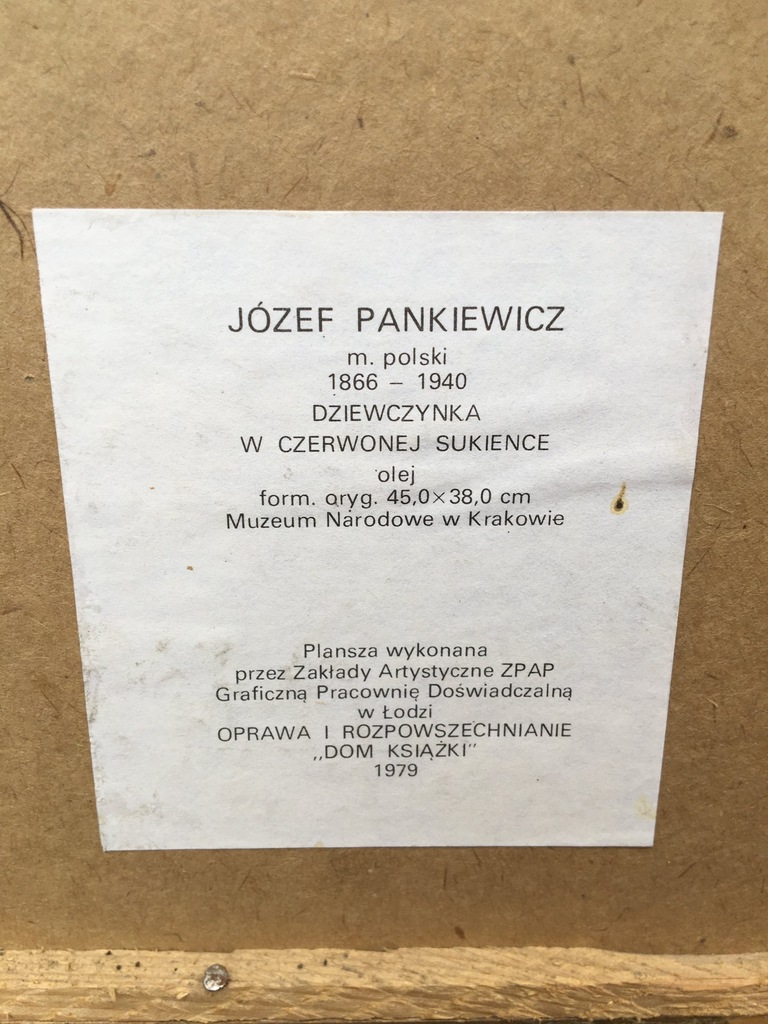 JÓZEF PANKIEWICZ
m. polski
1866 – 1940
DZIEWCZYNKA
W CZERWONEJ SUKIENCE
olej
form. oryg. 45,0×38,0 cm
Muzeum Narodowe w Krakowie
Plansza wykonana
przez Zakłady Artystyczne ZPAP
Graficzną Pracownię Doświadczalną
w Łodzi
OPRAWA I ROZPOWSZECHNIANIE
,,DOM KSIĄŻKI"
1979